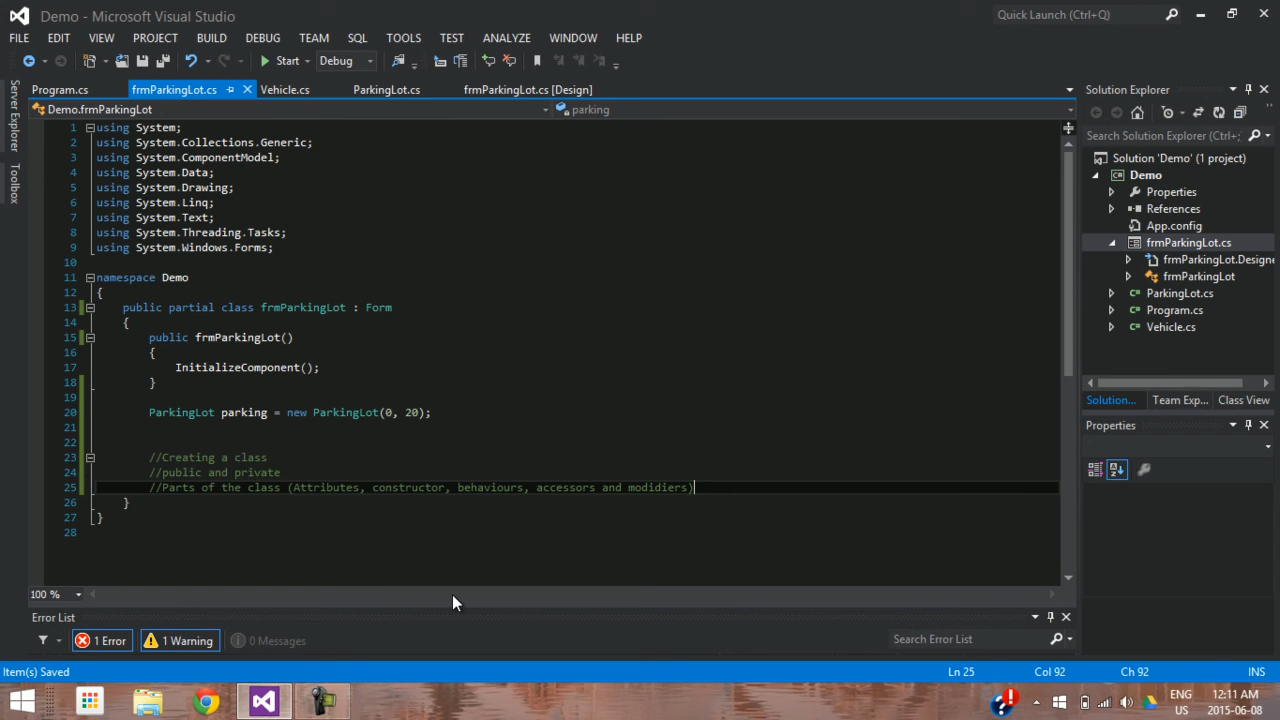 Demo - Microsoft Visual Studio
Quick Launch (Ctrl+Q)
FILE EDIT VIEW PROJECT BUILD DEBUG TEAM SQL TOOLS TEST ANALYZE WINDOW HELP
Start Debug
Program.cs frmParkingLot.cs Vehicle.cs ParkingLot.cs frmParkingLot.cs [Design]
Demo.frmParkingLot parking
Server Explorer
Toolbox
1 using System;
2 using System.Collections.Generic;
3 using System.ComponentModel;
4 using System.Data;
5 using System.Drawing;
6 using System.Linq;
7 using System.Text;
8 using System.Threading.Tasks;
9 using System.Windows.Forms;
10
11 namespace Demo
12 {
13 public partial class frmParkingLot : Form
14 {
15 public frmParkingLot()
16 {
17 InitializeComponent();
18 }
19
20 ParkingLot parking = new ParkingLot(0, 20);
21
22
23 //Creating a class
24 //public and private
25 //Parts of the class (Attributes, constructor, behaviours, accessors and modidiers)
26 }
27 }
28
100 %
Solution Explorer
Search Solution Explorer (Ctrl+;
Solution 'Demo' (1 project)
Demo
Properties
References
App.config
frmParkingLot.cs
frmParkingLot.Designe
frmParkingLot
ParkingLot.cs
Program.cs
Vehicle.cs
Solution... Team Exp... Class View
Properties
Error List
1 Error 1 Warning 0 Messages
Search Error List
Item(s) Saved Ln 25 Col 92 Ch 92 INS
ENG
US
12:11 AM
2015-06-08